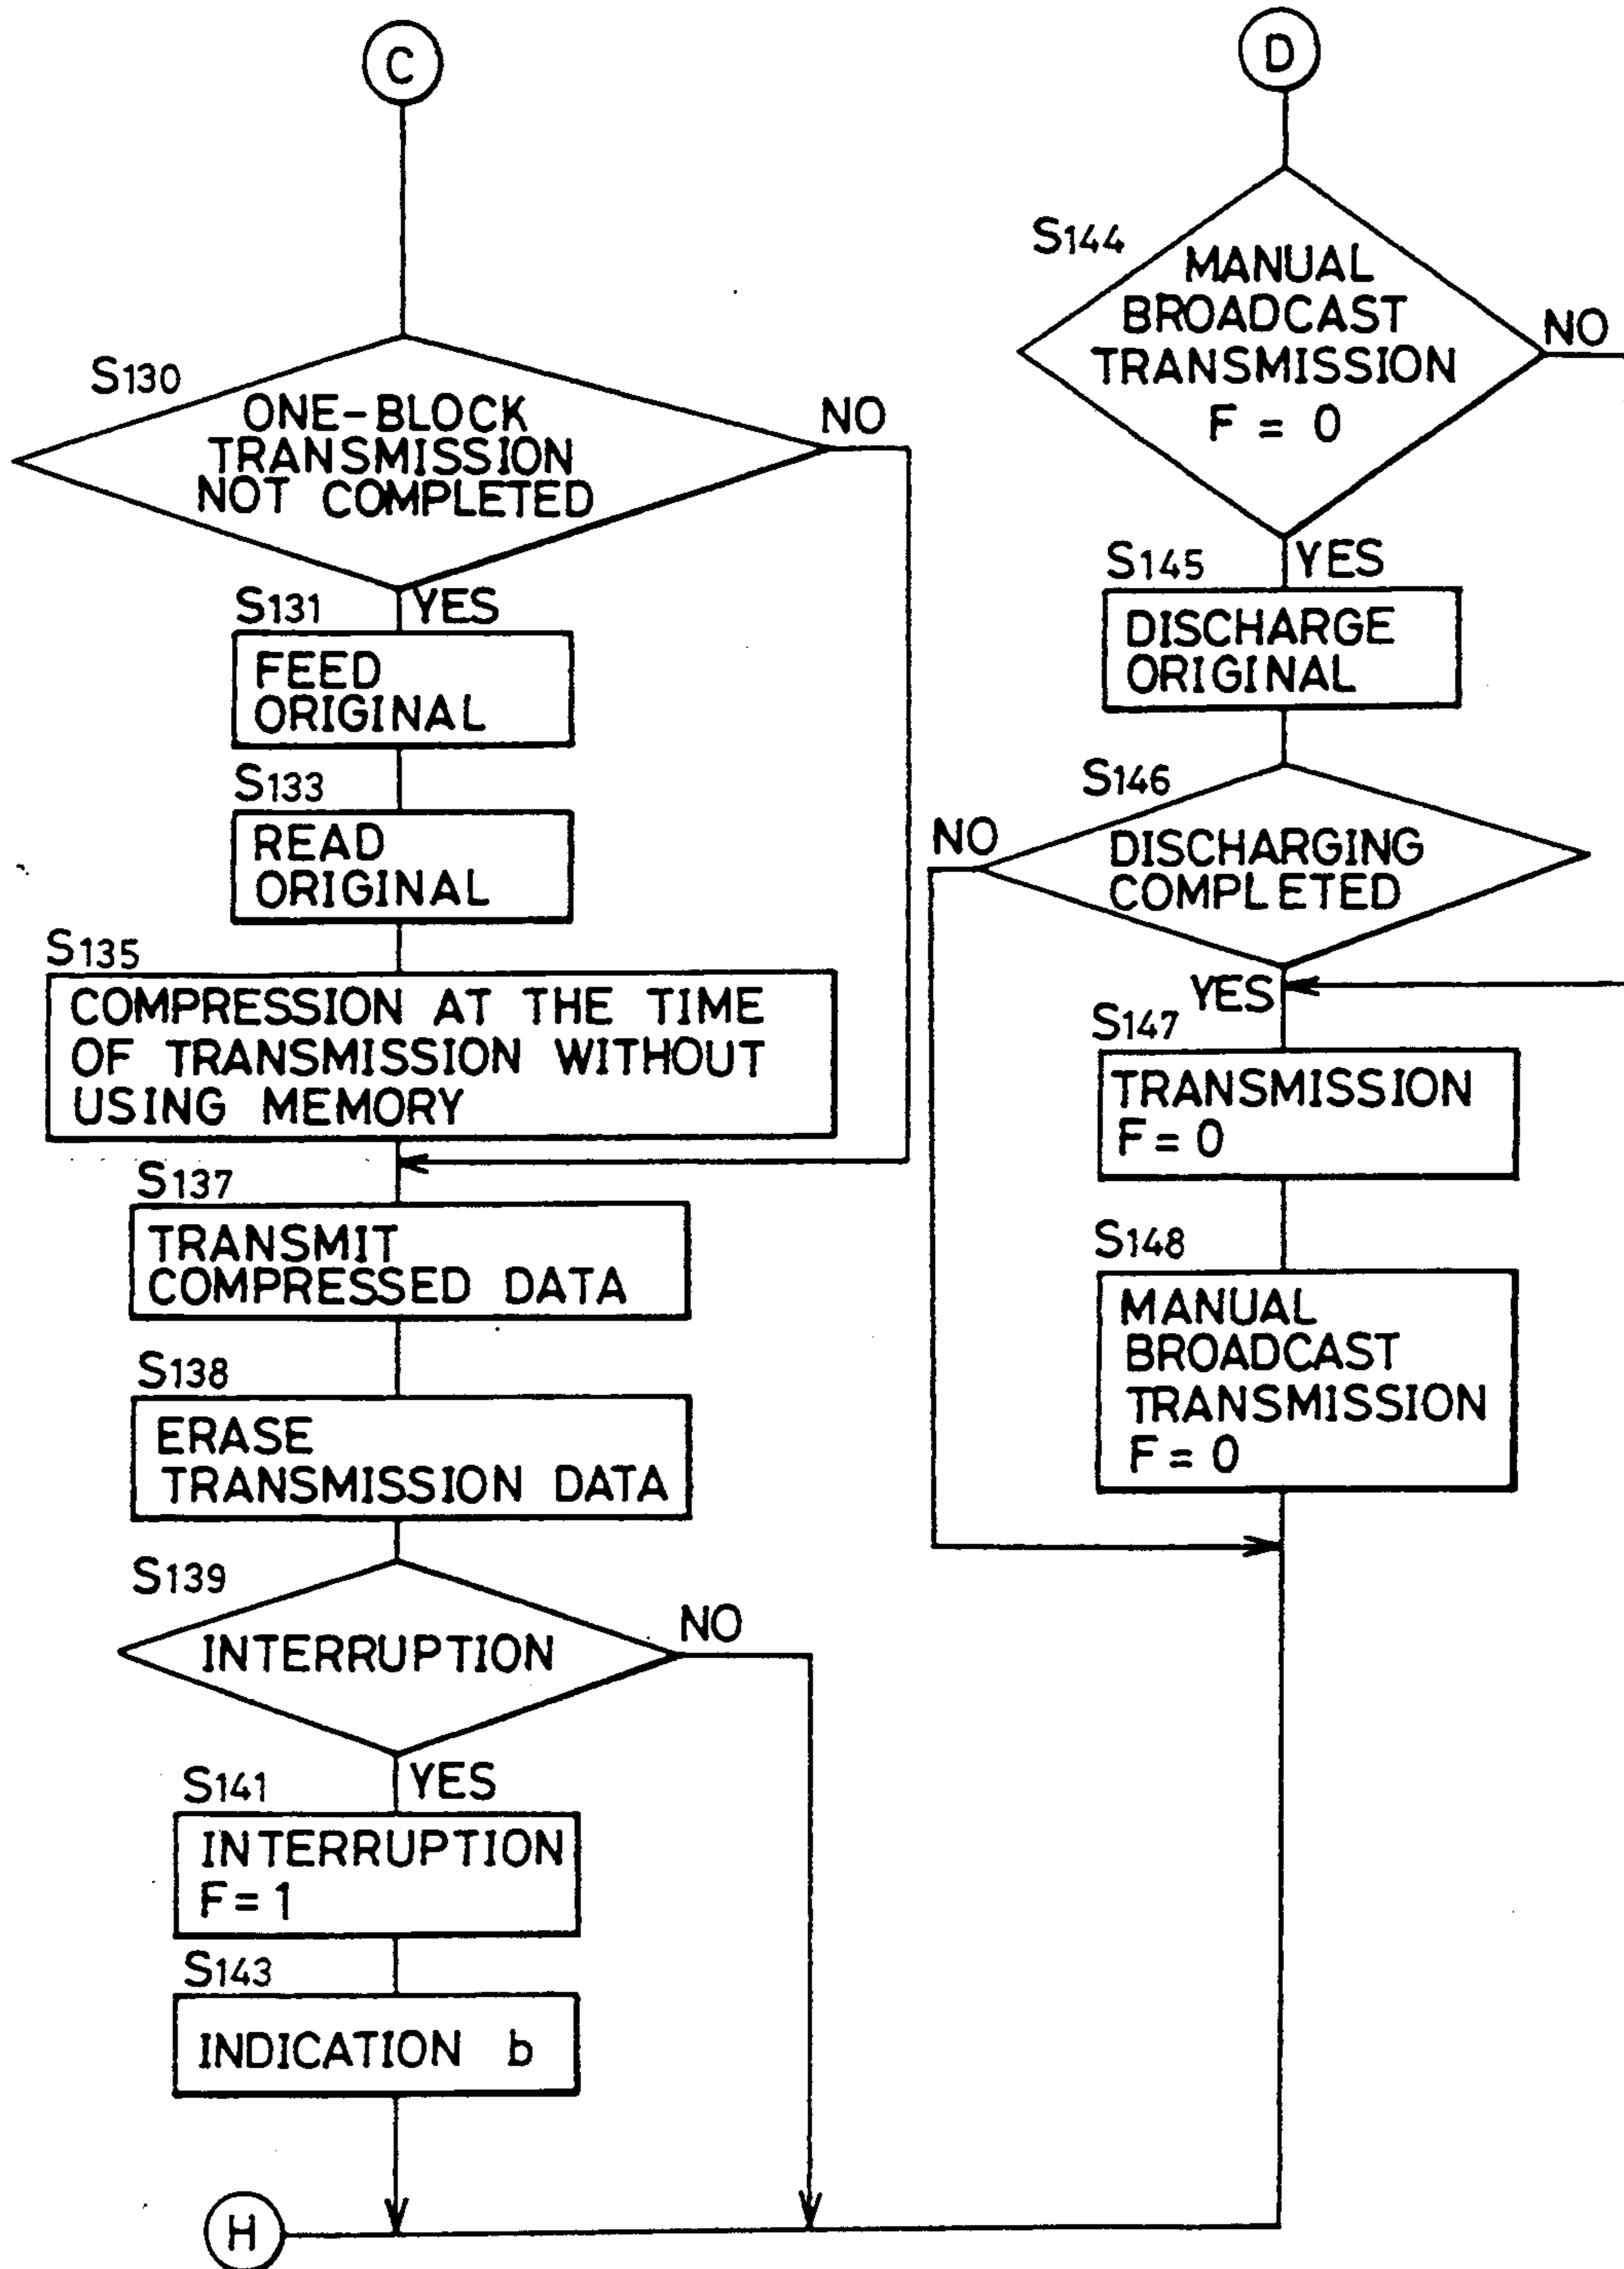 C
S130
ONE-BLOCK
TRANSMISSION
NOT COMPLETED
NO
YES
S131
FEED
ORIGINAL
S133
READ
ORIGINAL
S135
COMPRESSION AT THE TIME
OF TRANSMISSION WITHOUT
USING MEMORY
S137
TRANSMIT
COMPRESSED DATA
S138
ERASE
TRANSMISSION DATA
S139
INTERRUPTION
NO
YES
S141
INTERRUPTION
F=1
S143
INDICATION b
H
D
S144
MANUAL
BROADCAST
TRANSMISSION
F = 0
NO
YES
S145
DISCHARGE
ORIGINAL
S146
DISCHARGING
COMPLETED
NO
YES
S147
TRANSMISSION
F=0
S148
MANUAL
BROADCAST
TRANSMISSION
F=0